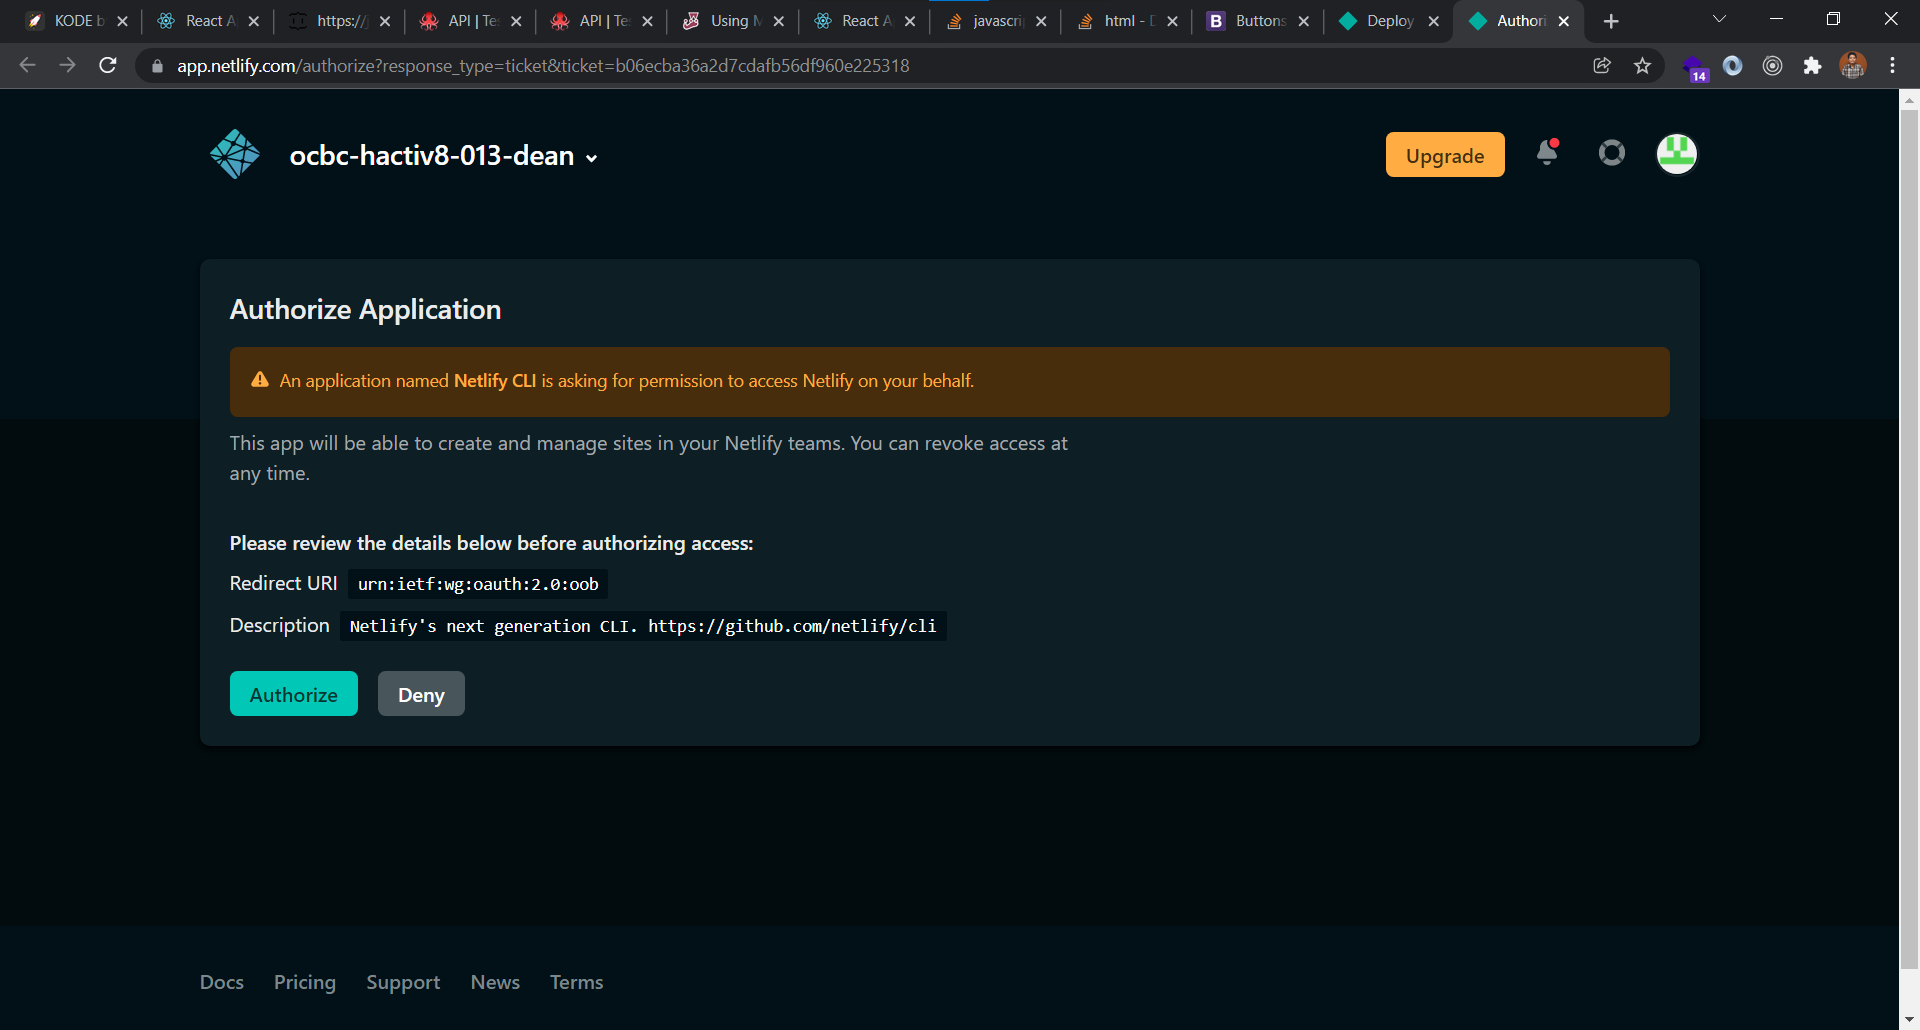 KODE b
React A
https://j
API | Te
API | Te
Using M
React A
javascri
html - D
Buttons
Deploy
Authori
app.netlify.com/authorize?response_type=ticket&ticket=b06ecba36a2d7cdafb56df960e225318
14
ocbc-hactiv8-013-dean
Upgrade
Authorize Application
An application named Netlify CLI is asking for permission to access Netlify on your behalf.
This app will be able to create and manage sites in your Netlify teams. You can revoke access at
any time.
Please review the details below before authorizing access:
Redirect URI urn:ietf:wg:oauth:2.0:oob
Description Netlify's next generation CLI. https://github.com/netlify/cli
Authorize Deny
Docs Pricing Support News Terms